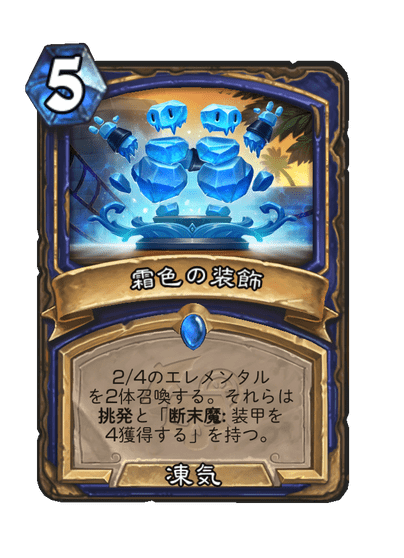 5
霜色の装飾
2/4のエレメンタル
を2体召喚する。それらは
挑発と「断末魔: 装甲を
4獲得する」を持つ。
凍気